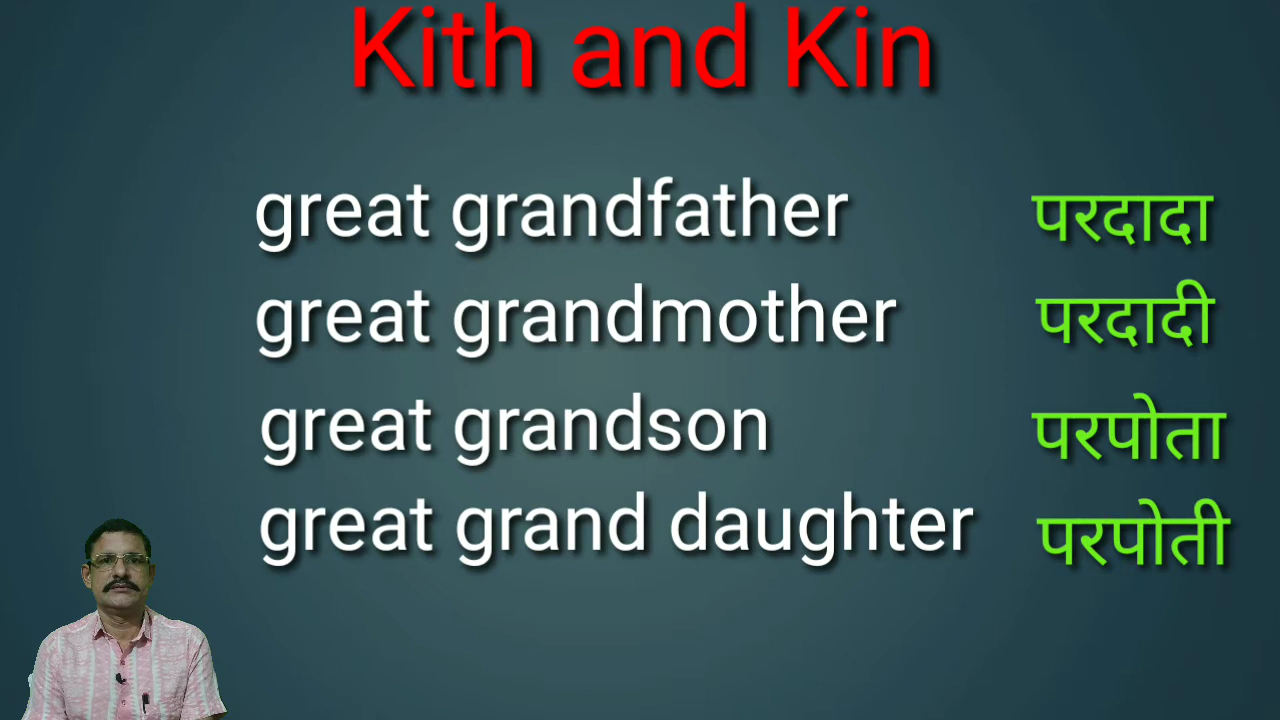 Kith and Kin
great grandfather परदादा
great grandmother परदादी
great grandson परपोता
great grand daughter परपोती